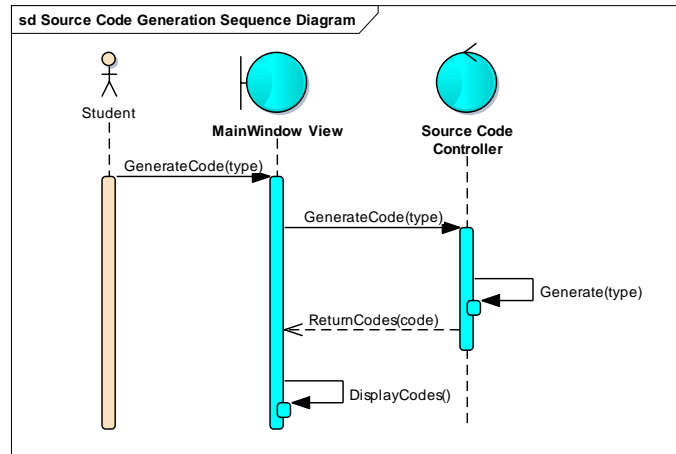 sd Source Code Generation Sequence Diagram
Student
MainWindow View
Source Code
Controller
GenerateCode(type)
GenerateCode(type)
Generate(type)
ReturnCodes(code)
DisplayCodes()